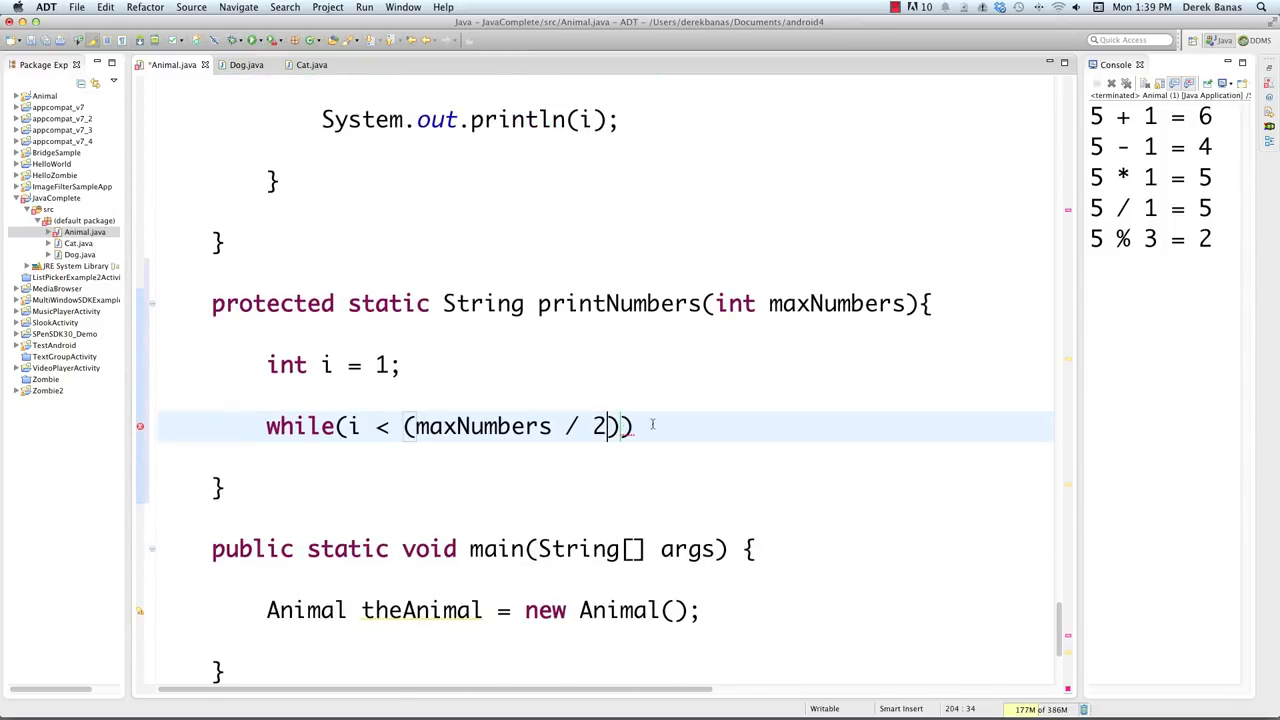 ADT File Edit Refactor Source Navigate Search Project Run Window Help 10 Mon 1:39 PM Derek Banas
Java – JavaComplete/src/Animal.java – ADT – /Users/derekbanas/Documents/android4
Quick Access Java DDMS
Package Exp
*Animal.java Dog.java Cat.java
Console
<terminated> Animal (1) [Java Application] /S
Animal
appcompat_v7
appcompat_v7_2
appcompat_v7_3
appcompat_v7_4
BridgeSample
HelloWorld
HelloZombie
ImageFilterSampleApp
JavaComplete
src
(default package)
Animal.java
Cat.java
Dog.java
JRE System Library [Ja
ListPickerExample2Activi
MediaBrowser
MultiWindowSDKExample
MusicPlayerActivity
SlookActivity
SPenSDK30_Demo
TestAndroid
TextGroupActivity
VideoPlayerActivity
Zombie
Zombie2
System.out.println(i);
}
}
protected static String printNumbers(int maxNumbers){
int i = 1;
while(i < (maxNumbers / 2))
}
public static void main(String[] args) {
Animal theAnimal = new Animal();
}
5 + 1 = 6
5 - 1 = 4
5 * 1 = 5
5 / 1 = 5
5 % 3 = 2
Writable Smart Insert 204 : 34 177M of 386M